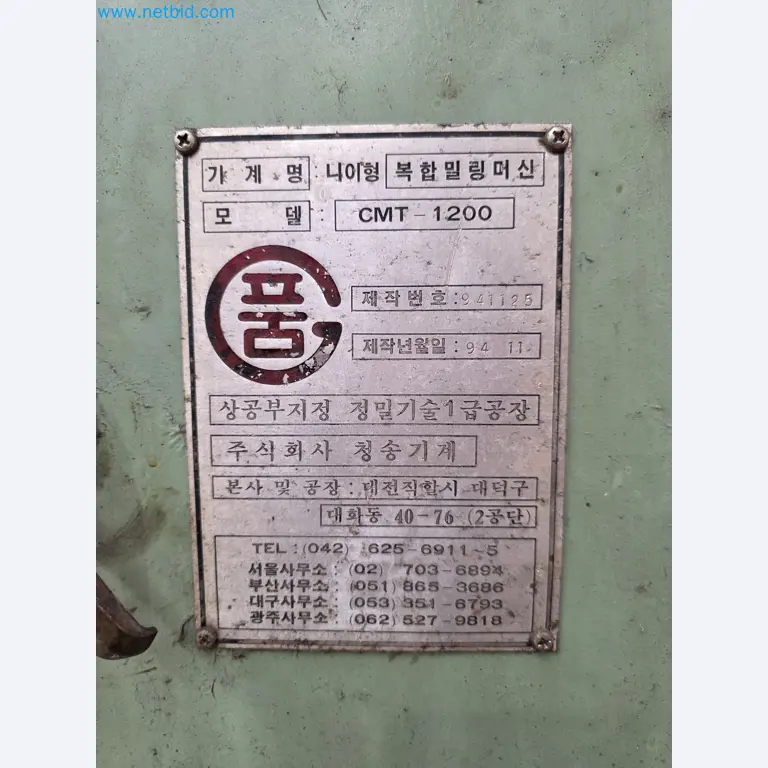 www.netbid.com
기계명 : 니이형 복합밀링머신
모델 : CMT-1200
품
제작번호 : 941125
제작년월일 : 94 11
상공부지정 정밀기술1급공장
주식회사 청송기계
본사 및 공장 : 대전직할시 대덕구
대화동 40-76 (2공단)
TEL : (042) 625-6911~5
서울사무소 : (02) 703-6894
부산사무소 : (051) 865-3686
대구사무소 : (053) 351-6793
광주사무소 : (062) 527-9818